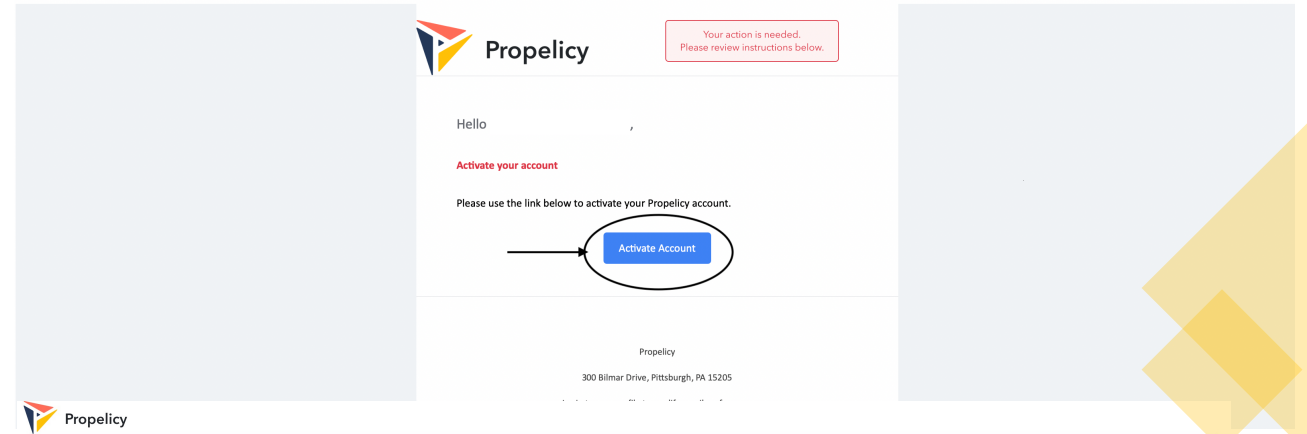 Propelicy
Your action is needed.
Please review instructions below.
Hello ,
Activate your account
Please use the link below to activate your Propelicy account.
Activate Account
Propelicy
300 Bilmar Drive, Pittsburgh, PA 15205
Propelicy